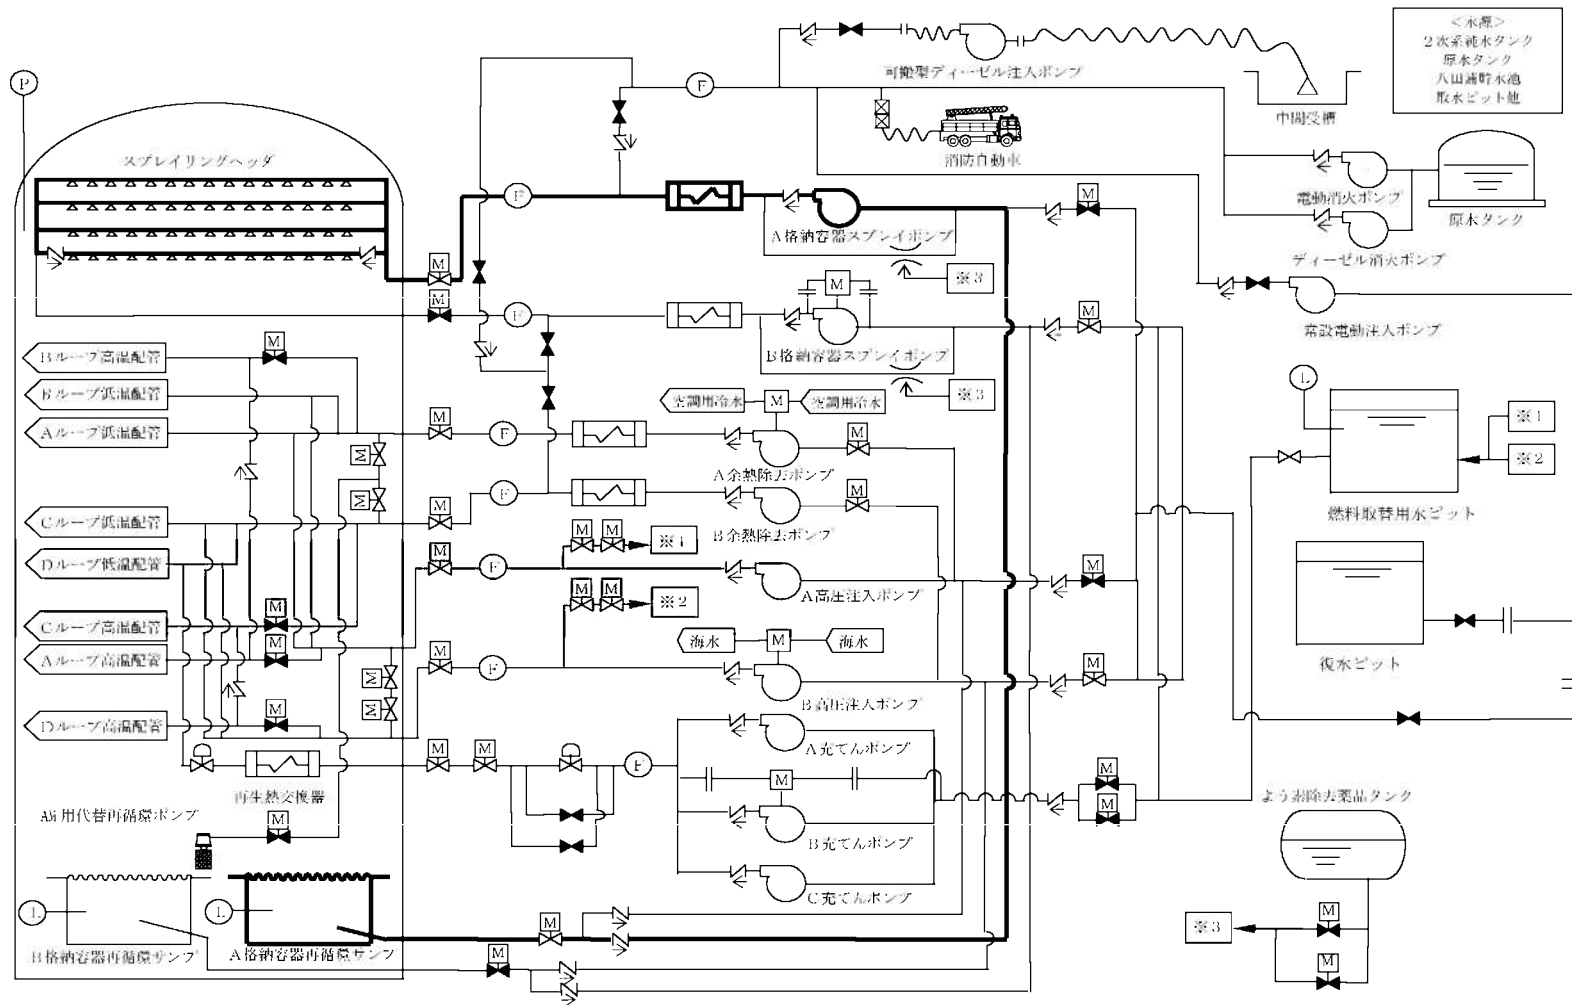 <水源>
2次系純水タンク
原水タンク
八田浦貯水池
取水ピット他
P
F
可搬型ディーゼル注入ポンプ
中間受槽
消防自動車
スプレイリングヘッダ
電動消火ポンプ
原水タンク
M
F
M
A格納容器スプレイポンプ
ディーゼル消火ポンプ
※3
M
M
M
F
常設電動注入ポンプ
B格納容器スプレイポンプ
M
Bループ高温配管
M
※3
L
Bループ低温配管
空調用冷水
M
空調用冷水
※1
Aループ低温配管
M
F
M
※2
M
A余熱除去ポンプ
M
Cループ低温配管
M
F
M
燃料取替用水ピット
B余熱除去ポンプ
M
M
※1
Dループ低温配管
M
F
M
A高圧注入ポンプ
M
M
※2
Cループ高温配管
M
海水
M
海水
Aループ高温配管
M
復水ピット
M
F
M
M
B高圧注入ポンプ
M
Dループ高温配管
M
A充てんポンプ
M
M
F
M
M
再生熱交換器
よう素除去薬品タンク
AM用代替再循環ポンプ
M
M
B充てんポンプ
C充てんポンプ
L
L
M
M
※3
B格納容器再循環サンプ
A格納容器再循環サンプ
M
M